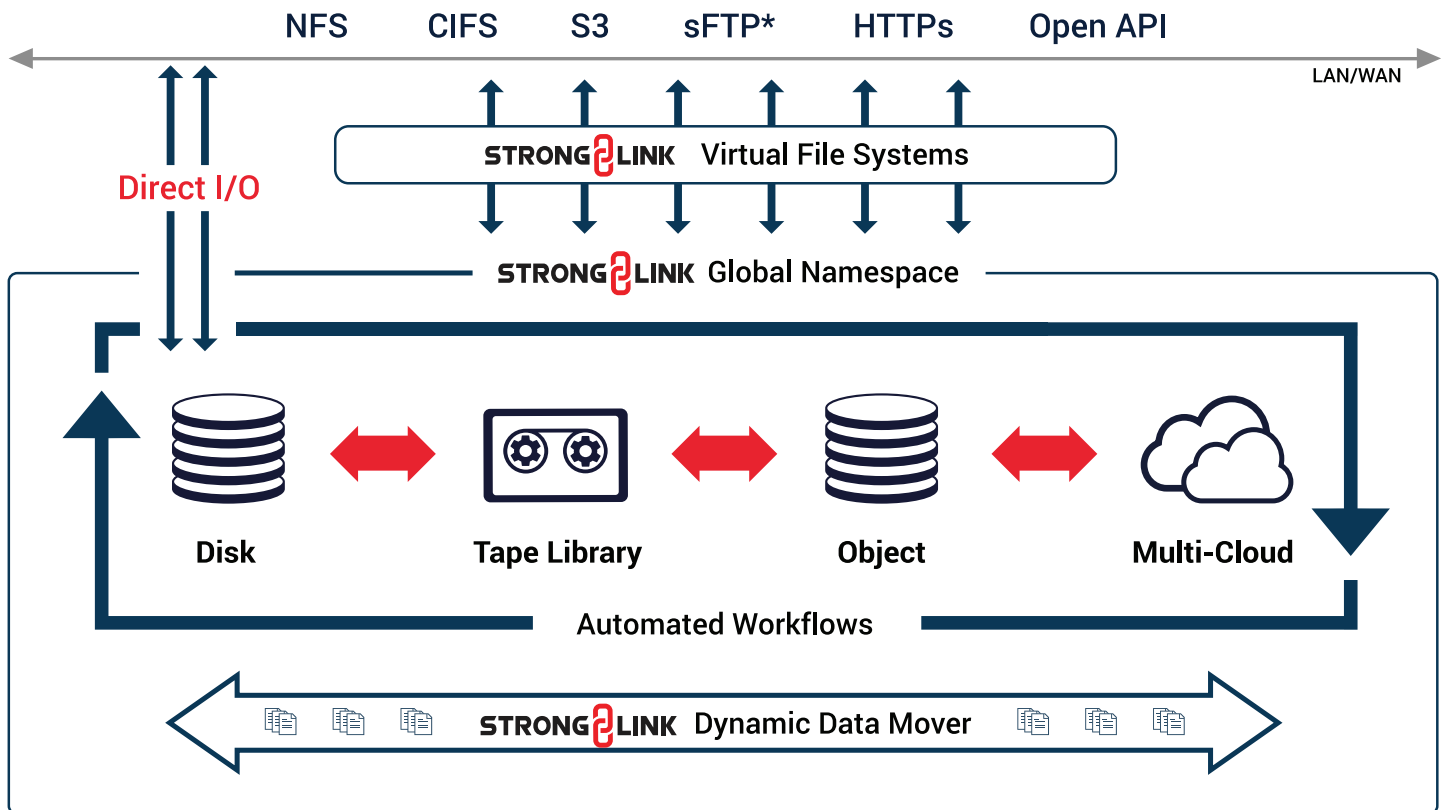 NFS CIFS S3 sFTP* HTTPs Open API
LAN/WAN
STRONGLINK Virtual File Systems
Direct I/O
STRONGLINK Global Namespace
Disk Tape Library Object Multi-Cloud
Automated Workflows
STRONGLINK Dynamic Data Mover